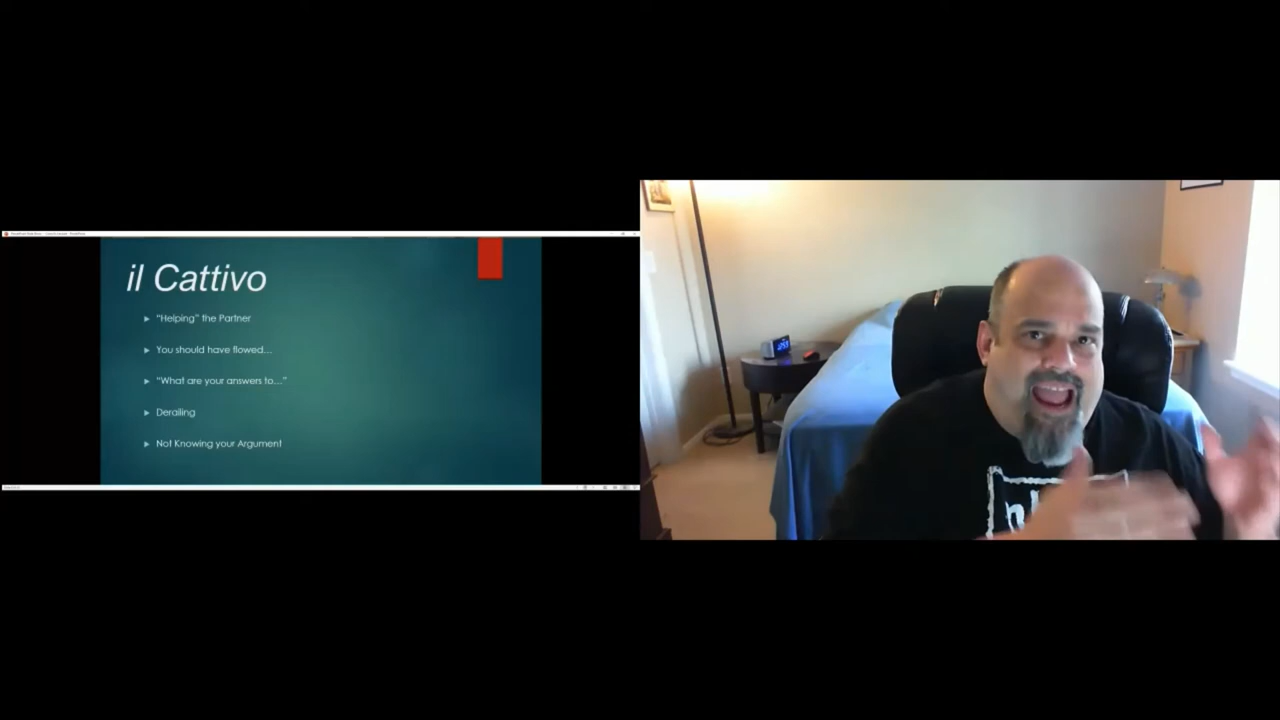 il Cattivo
"Helping" the Partner
You should have flowed...
"What are your answers to..."
Derailing
Not Knowing your Argument